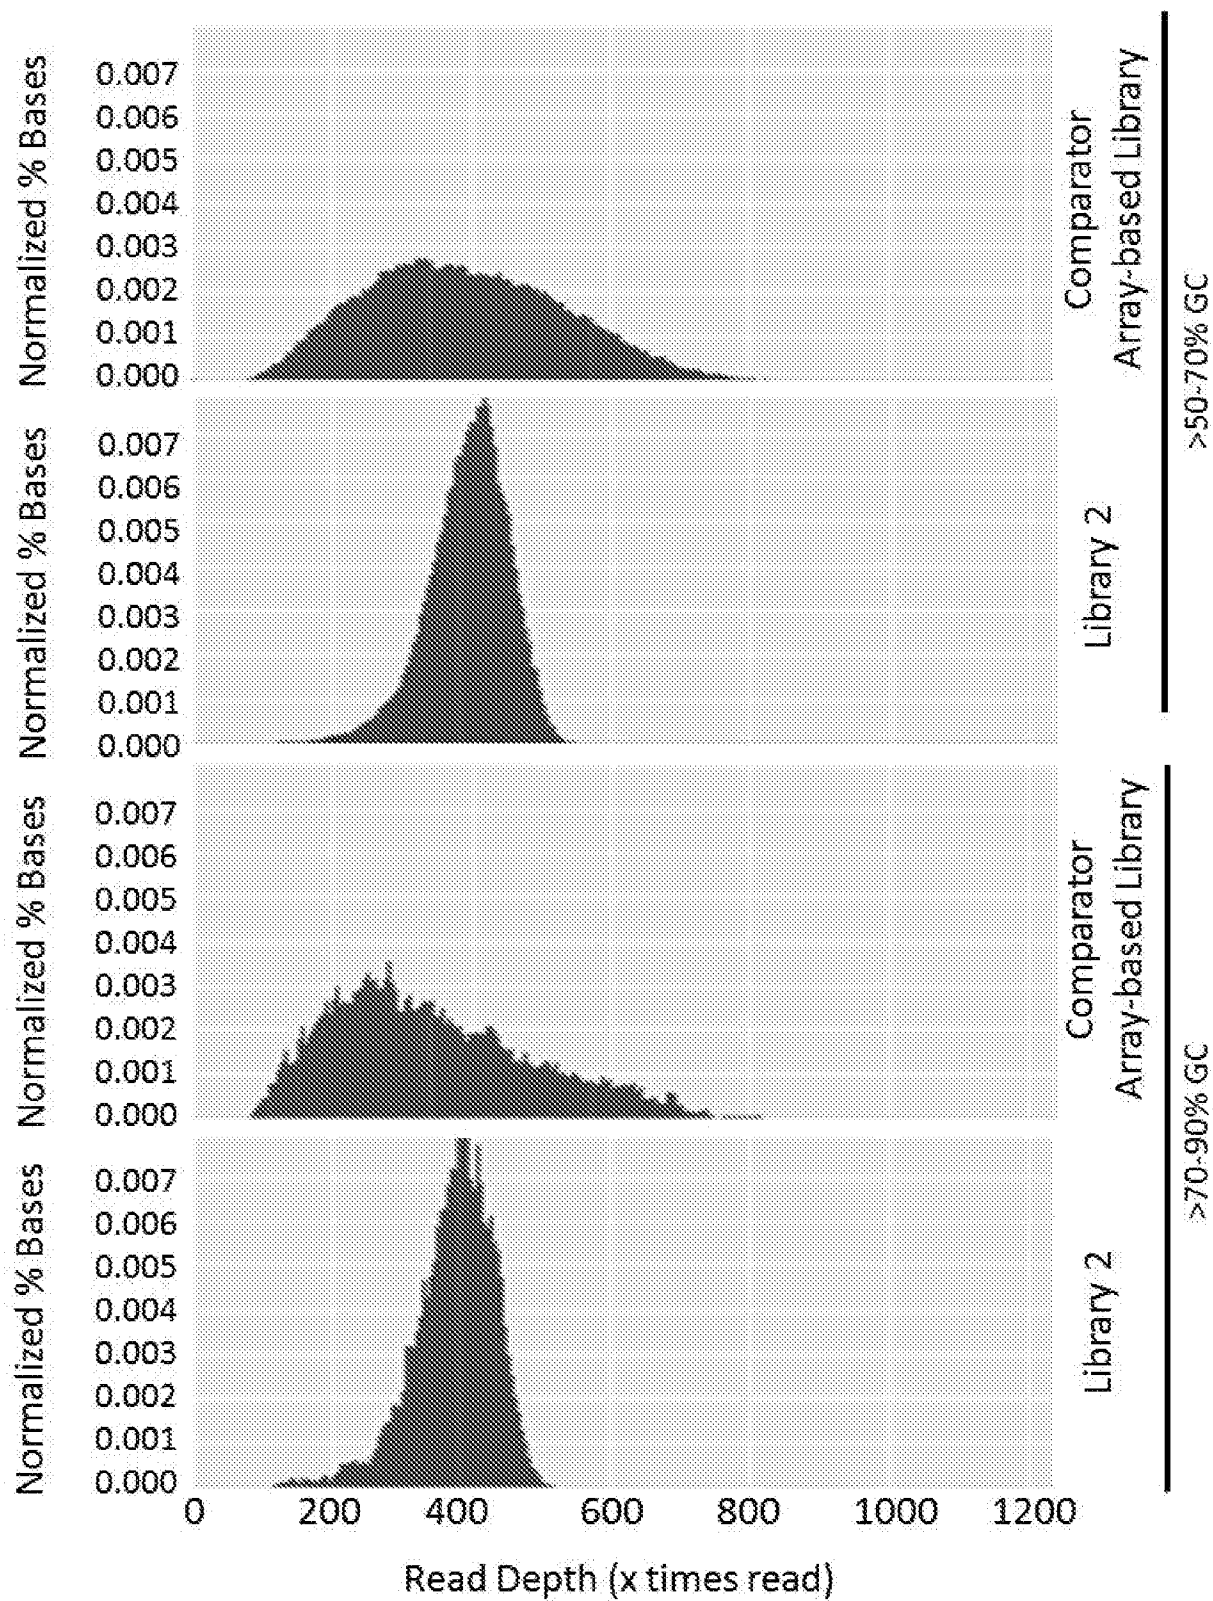 Normalized % Bases
0.007
0.006
0.005
0.004
0.003
0.002
0.001
0.000
Comparator
Array-based Library
Normalized % Bases
0.007
0.006
0.005
0.004
0.003
0.002
0.001
0.000
Library 2
>50-70% GC
Normalized % Bases
0.007
0.006
0.005
0.004
0.003
0.002
0.001
0.000
Comparator
Array-based Library
Normalized % Bases
0.007
0.006
0.005
0.004
0.003
0.002
0.001
0.000
Library 2
>70-90% GC
0 200 400 600 800 1000 1200
Read Depth (x times read)